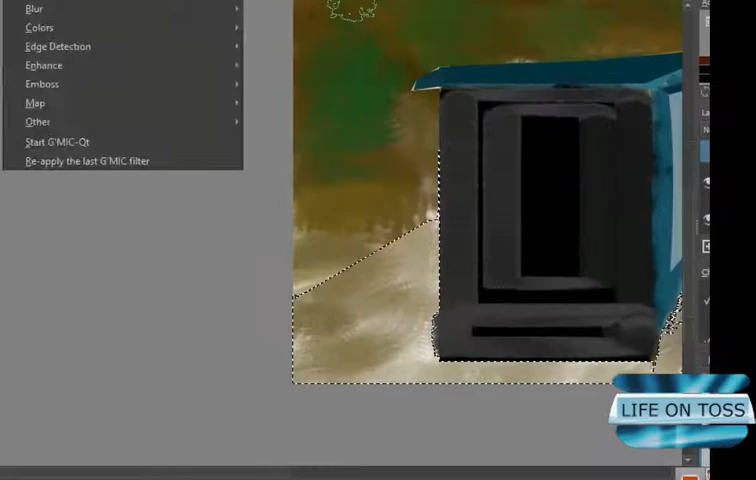 Blur
Colors
Edge Detection
Enhance
Emboss
Map
Other
Start G'MIC-Qt
Re-apply the last G'MIC filter
LIFE ON TOSS